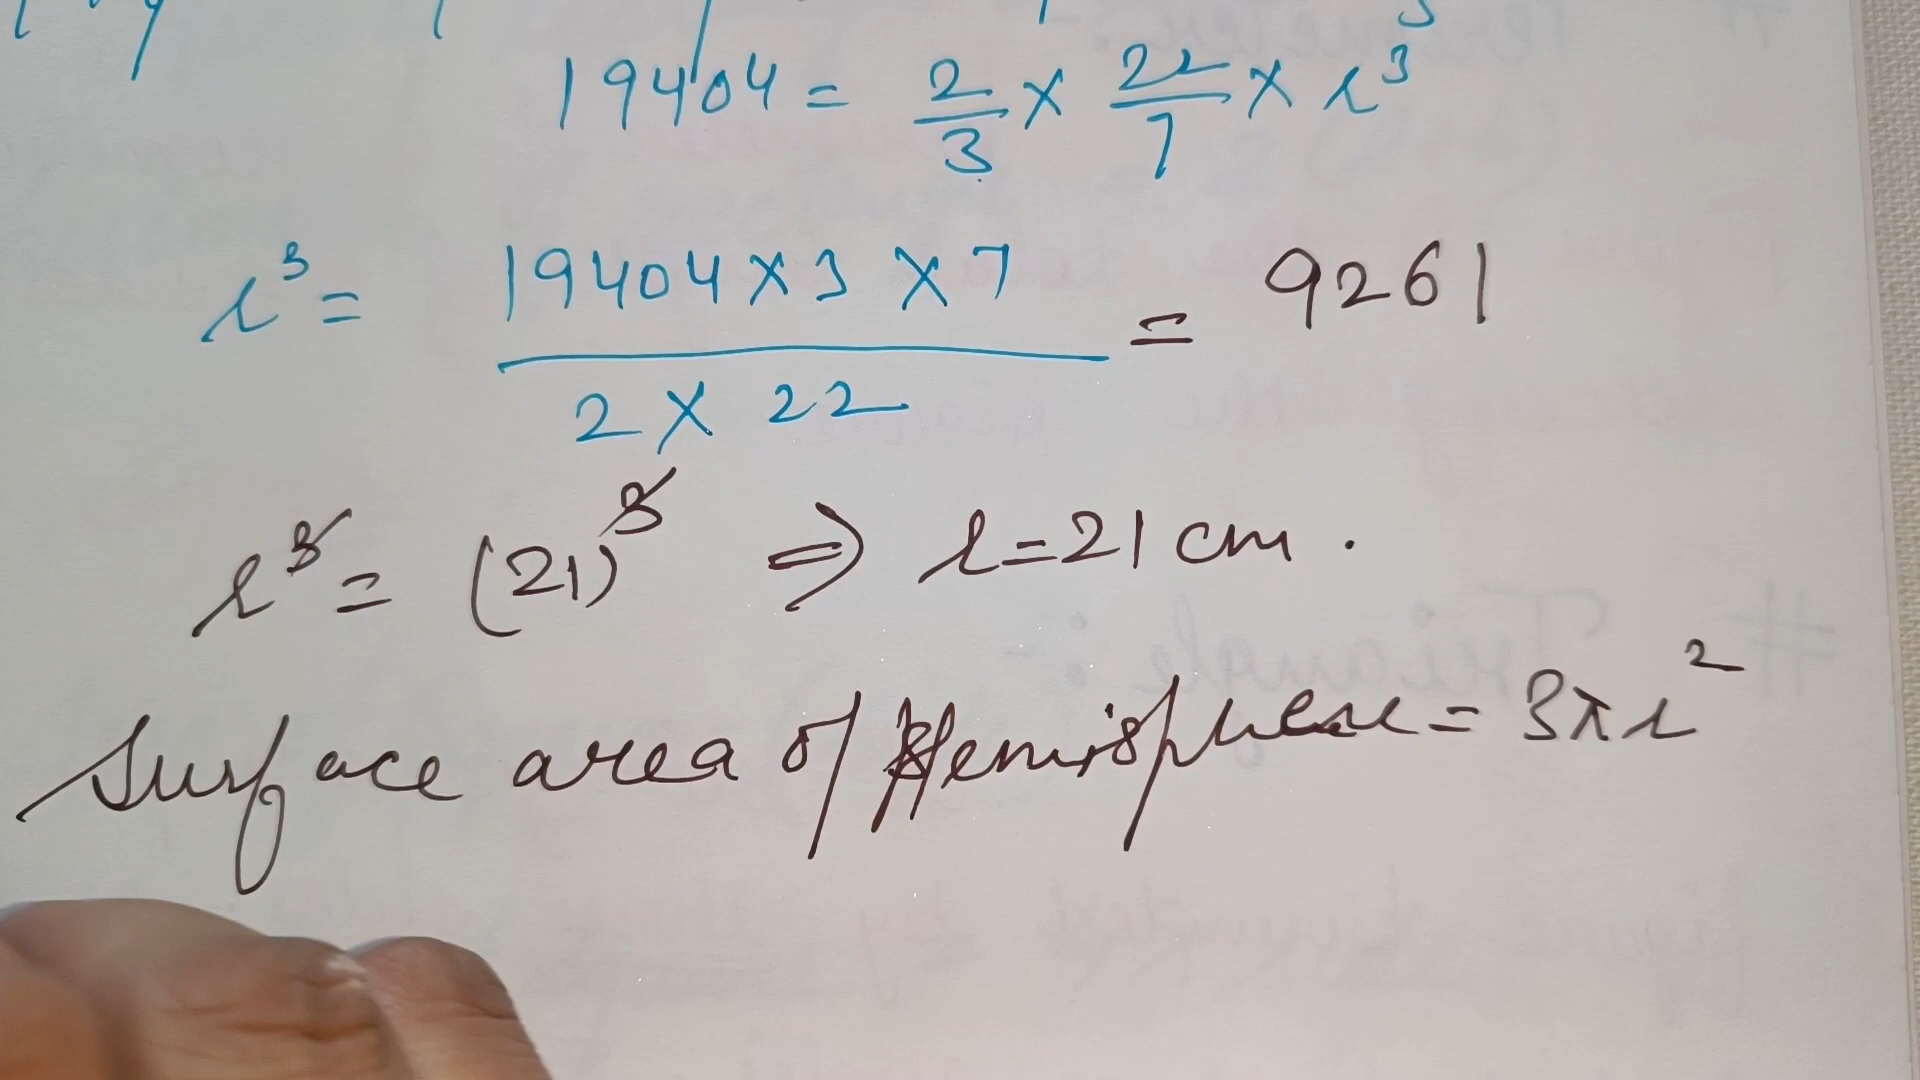 19404 = 2/3 × 22/7 × r³
r³ = 19404 × 3 × 7 / 2 × 22 = 9261
r³ = (21)³ ⇒ r = 21 cm.
Surface area of Hemisphere = 3πr²
# Triangle :-